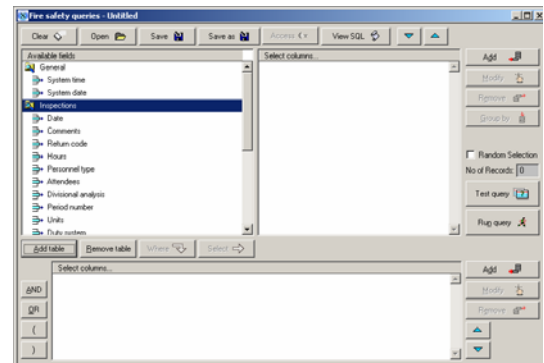 Fire safety queries - Untitled
Clear Open Save Save as Access View SQL
Available fields
Select columns...
Add
General
System time
Modify
System date
Remove
Inspections
Group by
Date
Comments
Return code
Hours
Random Selection
Personnel type
No of Records: 0
Attendees
Divisional analysis
Test query
Period number
Units
Run query
Duty system
Add table Remove table Where Select
Select columns...
Add
AND
Modify
OR
Remove
(
)